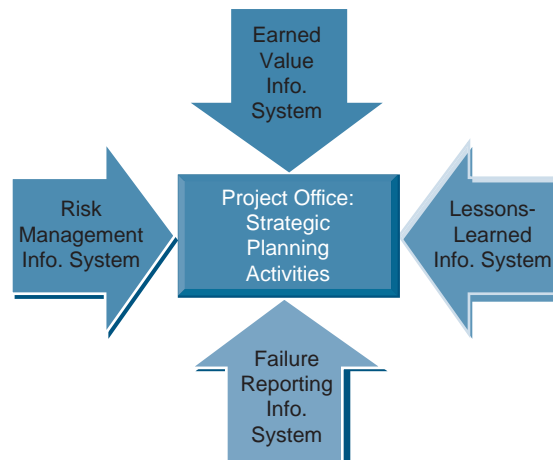 Earned
Value
Info.
System
Risk
Management
Info. System
Project Office:
Strategic
Planning
Activities
Lessons-
Learned
Info. System
Failure
Reporting
Info.
System